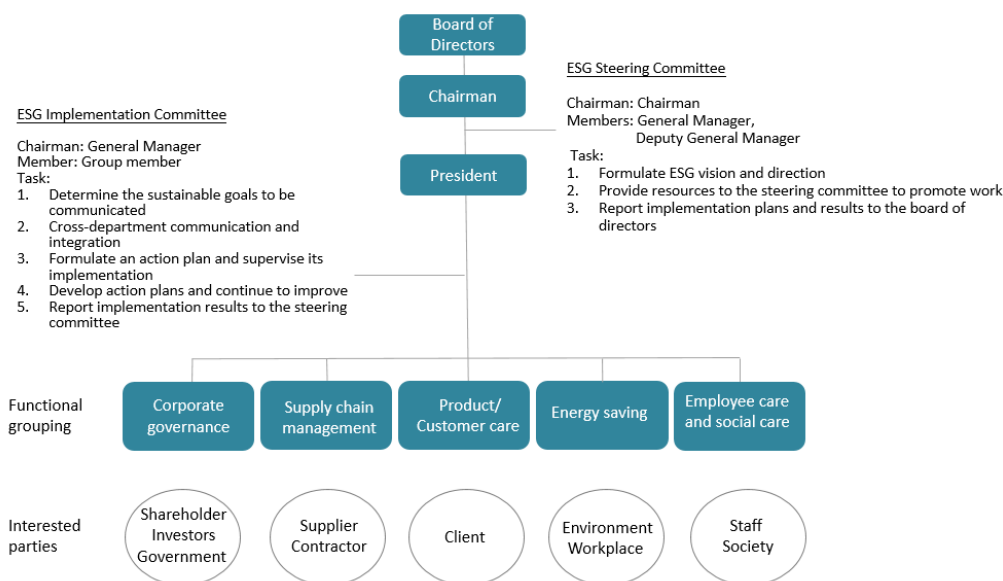 Board of
Directors
Chairman
President
ESG Steering Committee
Chairman: Chairman
Members: General Manager,
Deputy General Manager
Task:
1. Formulate ESG vision and direction
2. Provide resources to the steering committee to promote work
3. Report implementation plans and results to the board of
directors
ESG Implementation Committee
Chairman: General Manager
Member: Group member
Task:
1. Determine the sustainable goals to be
communicated
2. Cross-department communication and
integration
3. Formulate an action plan and supervise its
implementation
4. Develop action plans and continue to improve
5. Report implementation results to the steering
committee
Functional
grouping
Corporate
governance
Supply chain
management
Product/
Customer care
Energy saving
Employee care
and social care
Interested
parties
Shareholder
Investors
Government
Supplier
Contractor
Client
Environment
Workplace
Staff
Society